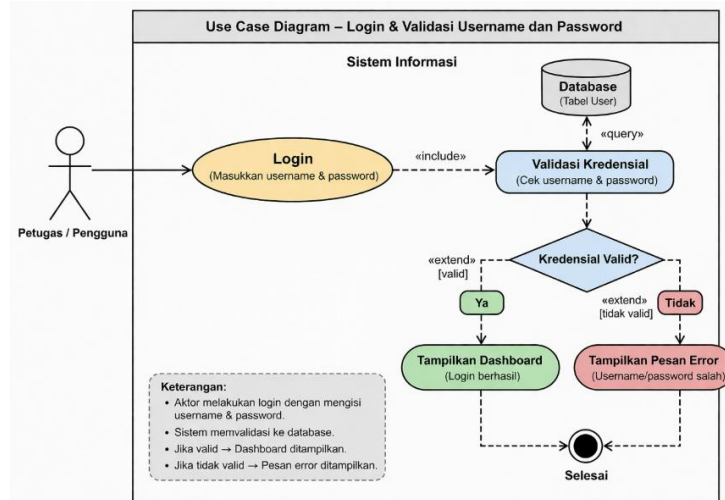 Use Case Diagram – Login & Validasi Username dan Password
Sistem Informasi
Database
(Tabel User)
«query»
Login
(Masukkan username & password)
«include»
Validasi Kredensial
(Cek username & password)
Petugas / Pengguna
Kredensial Valid?
«extend»
[valid]
Ya
«extend»
[tidak valid]
Tidak
Tampilkan Dashboard
(Login berhasil)
Tampilkan Pesan Error
(Username/password salah)
Keterangan:
• Aktor melakukan login dengan mengisi
username & password.
• Sistem memvalidasi ke database.
• Jika valid → Dashboard ditampilkan.
• Jika tidak valid → Pesan error ditampilkan.
Selesai